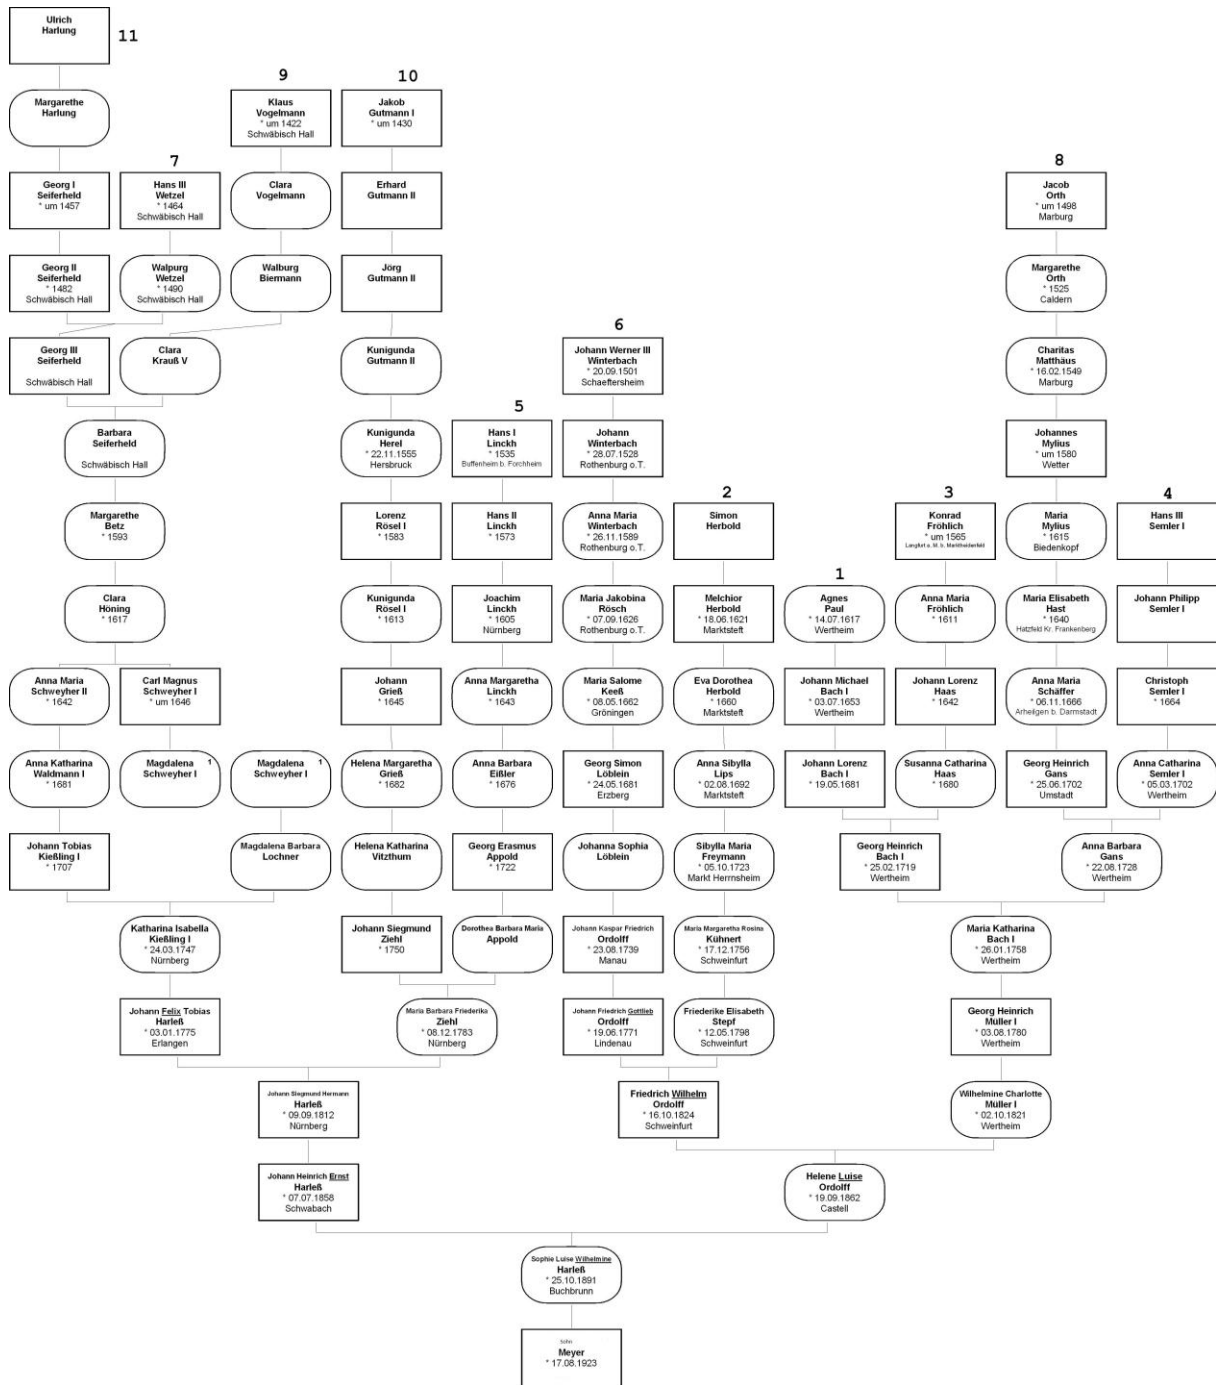 Ulrich
Harlung
11
Margarethe
Harlung
9
Klaus
Vogelmann
* um 1422
Schwäbisch Hall
10
Jakob
Gutmann I
* um 1430
Georg I
Seiferheld
* um 1457
7
Hans III
Wetzel
* 1464
Schwäbisch Hall
Clara
Vogelmann
Erhard
Gutmann II
8
Jacob
Orth
* um 1498
Marburg
Georg II
Seiferheld
* 1482
Schwäbisch Hall
Walpurg
Wetzel
* 1490
Schwäbisch Hall
Walburg
Biermann
Jörg
Gutmann II
Margarethe
Orth
* 1525
Caldern
Georg III
Seiferheld
Schwäbisch Hall
Clara
Krauß V
Kunigunda
Gutmann II
6
Johann Werner III
Winterbach
* 20.09.1501
Schaeftersheim
Charitas
Matthäus
* 16.02.1549
Marburg
Barbara
Seiferheld
Schwäbisch Hall
Kunigunda
Herel
* 22.11.1555
Hersbruck
5
Hans I
Linckh
* 1535
Buffenheim b. Forchheim
Johann
Winterbach
* 28.07.1528
Rothenburg o.T.
Johannes
Mylius
* um 1580
Wetter
Margarethe
Betz
* 1593
Lorenz
Rösel I
* 1583
Hans II
Linckh
* 1573
Anna Maria
Winterbach
* 26.11.1589
Rothenburg o.T.
2
Simon
Herbold
3
Konrad
Fröhlich
* um 1565
Langfurt a. M. b. Marktheidenfeld
Maria
Mylius
* 1615
Biedenkopf
4
Hans III
Semler I
Clara
Höning
* 1617
Kunigunda
Rösel I
* 1613
Joachim
Linckh
* 1605
Nürnberg
Maria Jakobina
Rösch
* 07.09.1626
Rothenburg o.T.
Melchior
Herbold
* 18.06.1621
Marktsteft
1
Agnes
Paul
* 14.07.1617
Wertheim
Anna Maria
Fröhlich
* 1611
Maria Elisabeth
Hast
* 1640
Hatzfeld Kr. Frankenberg
Johann Philipp
Semler I
Anna Maria
Schweyher II
* 1642
Carl Magnus
Schweyher I
* um 1646
Johann
Grieß
* 1645
Anna Margaretha
Linckh
* 1643
Maria Salome
Keeß
* 08.05.1662
Gröningen
Eva Dorothea
Herbold
* 1660
Marktsteft
Johann Michael
Bach I
* 03.07.1653
Wertheim
Johann Lorenz
Haas
* 1642
Anna Maria
Schäffer
* 06.11.1666
Arheilgen b. Darmstadt
Christoph
Semler I
* 1664
Anna Katharina
Waldmann I
* 1681
Magdalena 1
Schweyher I
Magdalena 1
Schweyher I
Helena Margaretha
Grieß
* 1682
Anna Barbara
Eißler
* 1676
Georg Simon
Löblein
* 24.05.1681
Erzberg
Anna Sibylla
Lips
* 02.08.1692
Marktsteft
Johann Lorenz
Bach I
* 19.05.1681
Susanna Catharina
Haas
* 1680
Georg Heinrich
Gans
* 25.06.1702
Umstadt
Anna Catharina
Semler I
* 05.03.1702
Wertheim
Johann Tobias
Kießling I
* 1707
Magdalena Barbara
Lochner
Helena Katharina
Vitzthum
Georg Erasmus
Appold
* 1722
Johanna Sophia
Löblein
Sibylla Maria
Freymann
* 05.10.1723
Markt Herrnsheim
Georg Heinrich
Bach I
* 25.02.1719
Wertheim
Anna Barbara
Gans
* 22.08.1728
Wertheim
Katharina Isabella
Kießling I
* 24.03.1747
Nürnberg
Johann Siegmund
Ziehl
* 1750
Dorothea Barbara Maria
Appold
Johann Kaspar Friedrich
Ordolff
* 23.08.1739
Manau
Maria Margaretha Rosina
Kühnert
* 17.12.1756
Schweinfurt
Maria Katharina
Bach I
* 26.01.1758
Wertheim
Johann Felix Tobias
Harleß
* 03.01.1775
Erlangen
Maria Barbara Friederika
Ziehl
* 08.12.1783
Nürnberg
Johann Friedrich Gottlieb
Ordolff
* 19.06.1771
Lindenau
Friederike Elisabeth
Stepf
* 12.05.1798
Schweinfurt
Georg Heinrich
Müller I
* 03.08.1780
Wertheim
Johann Siegmund Hermann
Harleß
* 09.09.1812
Nürnberg
Friedrich Wilhelm
Ordolff
* 16.10.1824
Schweinfurt
Wilhelmine Charlotte
Müller I
* 02.10.1821
Wertheim
Johann Heinrich Ernst
Harleß
* 07.07.1858
Schwabach
Helene Luise
Ordolff
* 19.09.1862
Castell
Sophie Luise Wilhelmine
Harleß
* 25.10.1891
Buchbrunn
Sohn
Meyer
* 17.08.1923